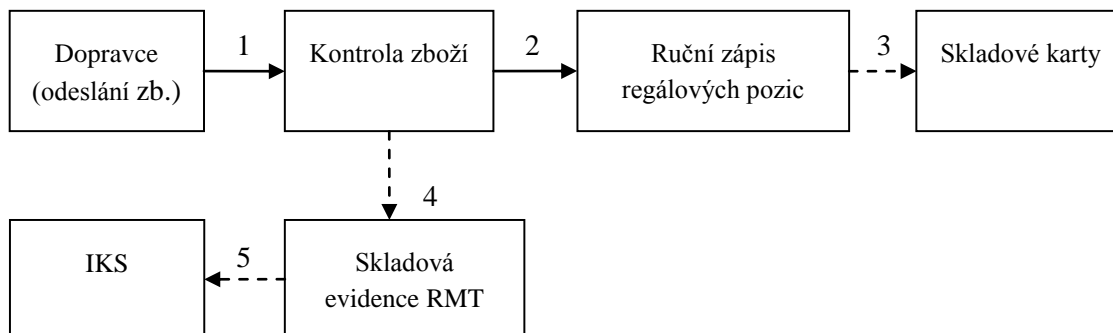 Dopravce
(odeslání zb.)
1
Kontrola zboží
2
Ruční zápis
regálových pozic
3
Skladové karty
4
IKS
5
Skladová
evidence RMT